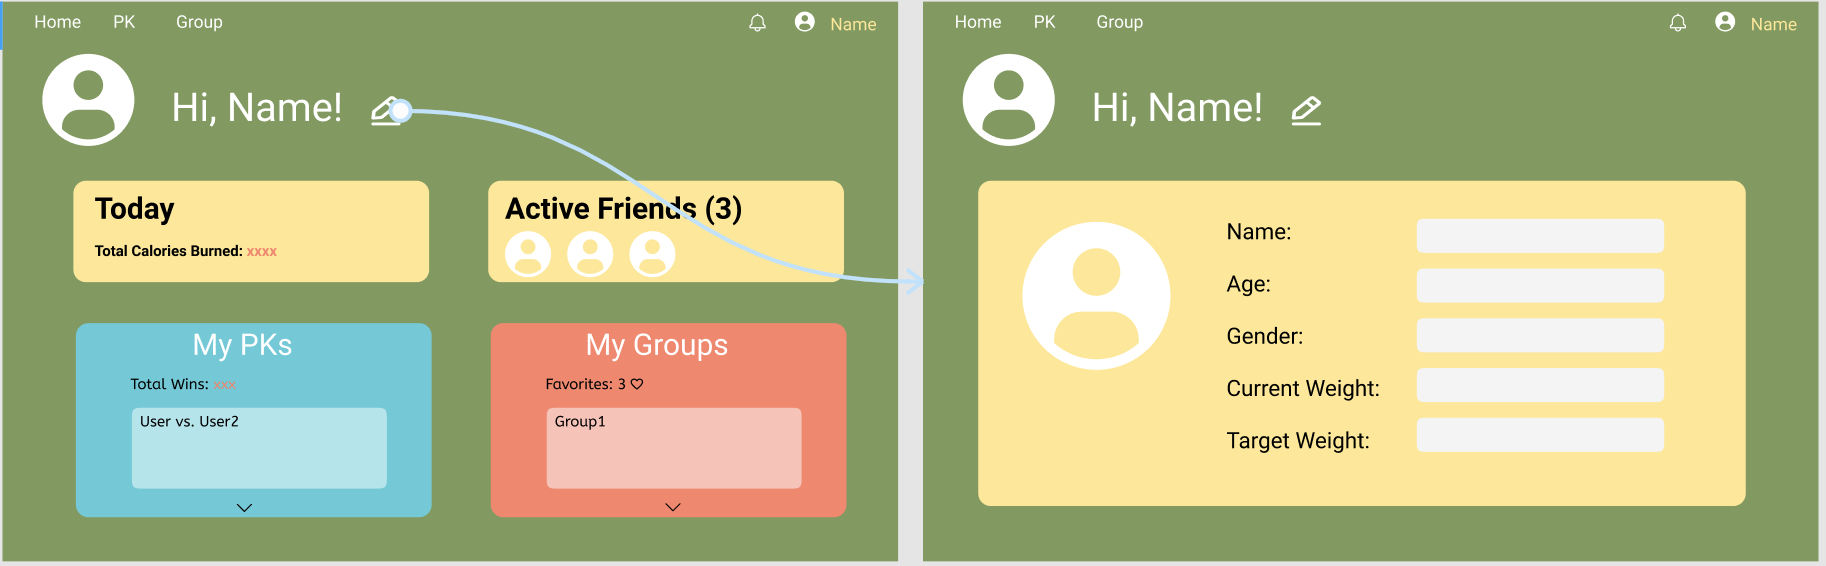 Home PK Group Name
Hi, Name!
Today
Total Calories Burned: xxxx
Active Friends (3)
My PKs
Total Wins: xxx
User vs. User2
My Groups
Favorites: 3
Group1
Home PK Group Name
Hi, Name!
Name:
Age:
Gender:
Current Weight:
Target Weight: